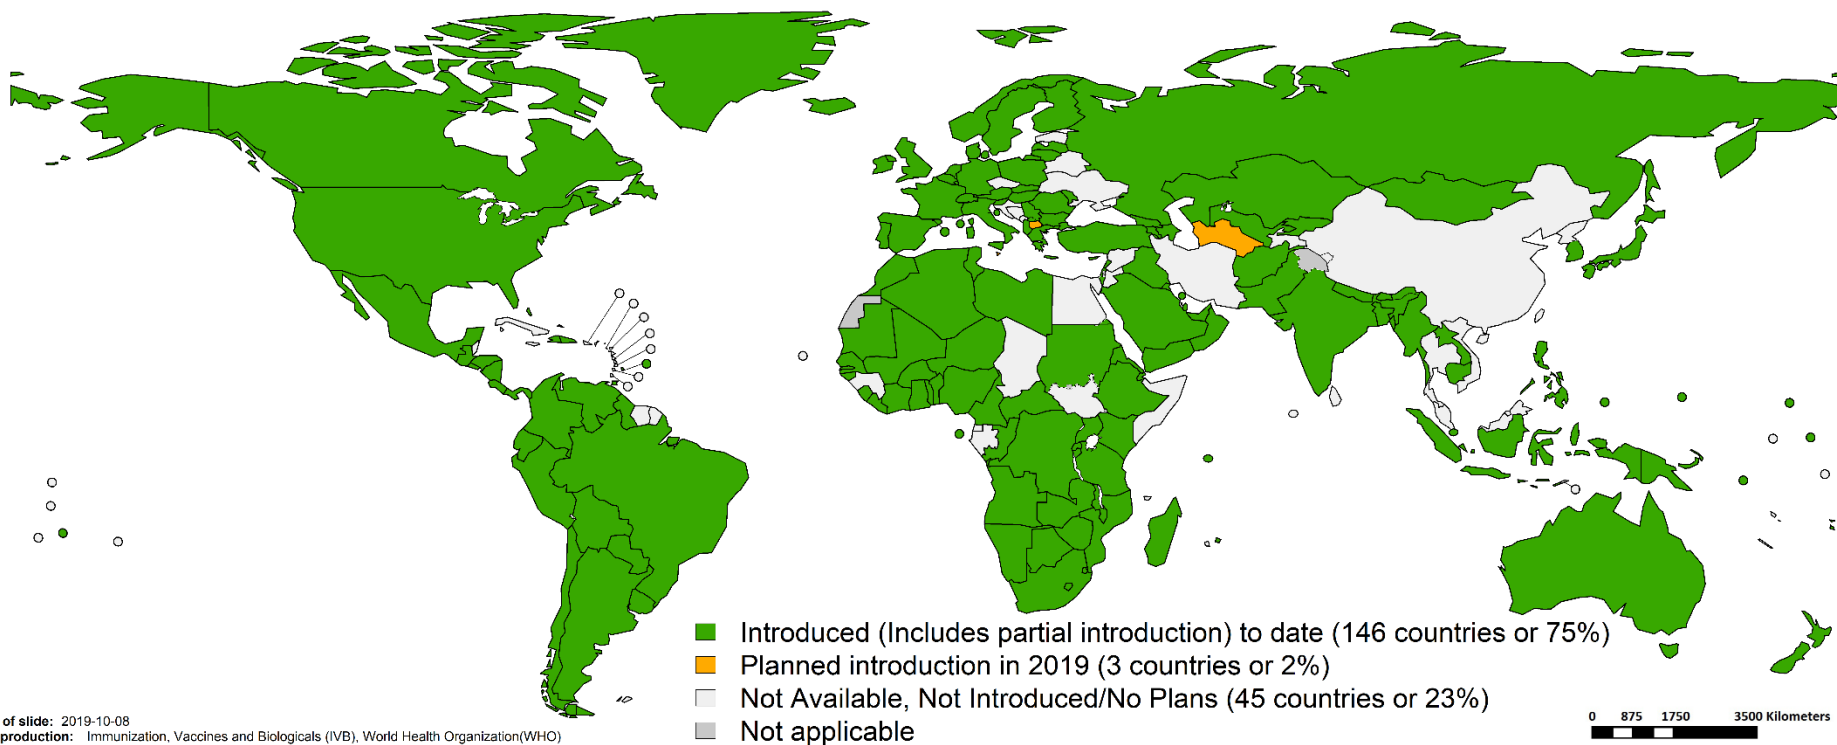 Introduced (Includes partial introduction) to date (146 countries or 75%)
Planned introduction in 2019 (3 countries or 2%)
Not Available, Not Introduced/No Plans (45 countries or 23%)
Not applicable
of slide: 2019-10-08
production: Immunization, Vaccines and Biologicals (IVB), World Health Organization(WHO)
0 875 1750 3500 Kilometers